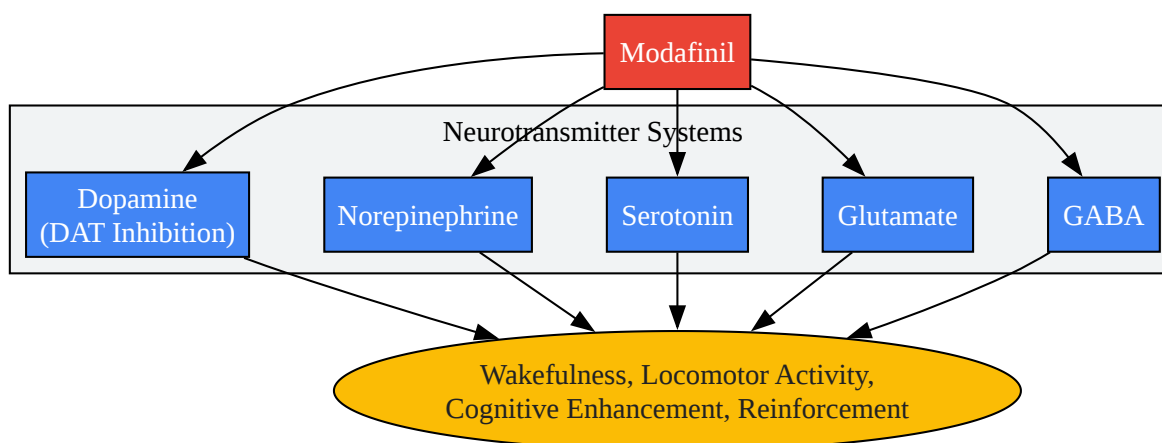 Modafinil
Neurotransmitter Systems
Dopamine
(DAT Inhibition)
Norepinephrine
Serotonin
Glutamate
GABA
Wakefulness, Locomotor Activity,
Cognitive Enhancement, Reinforcement